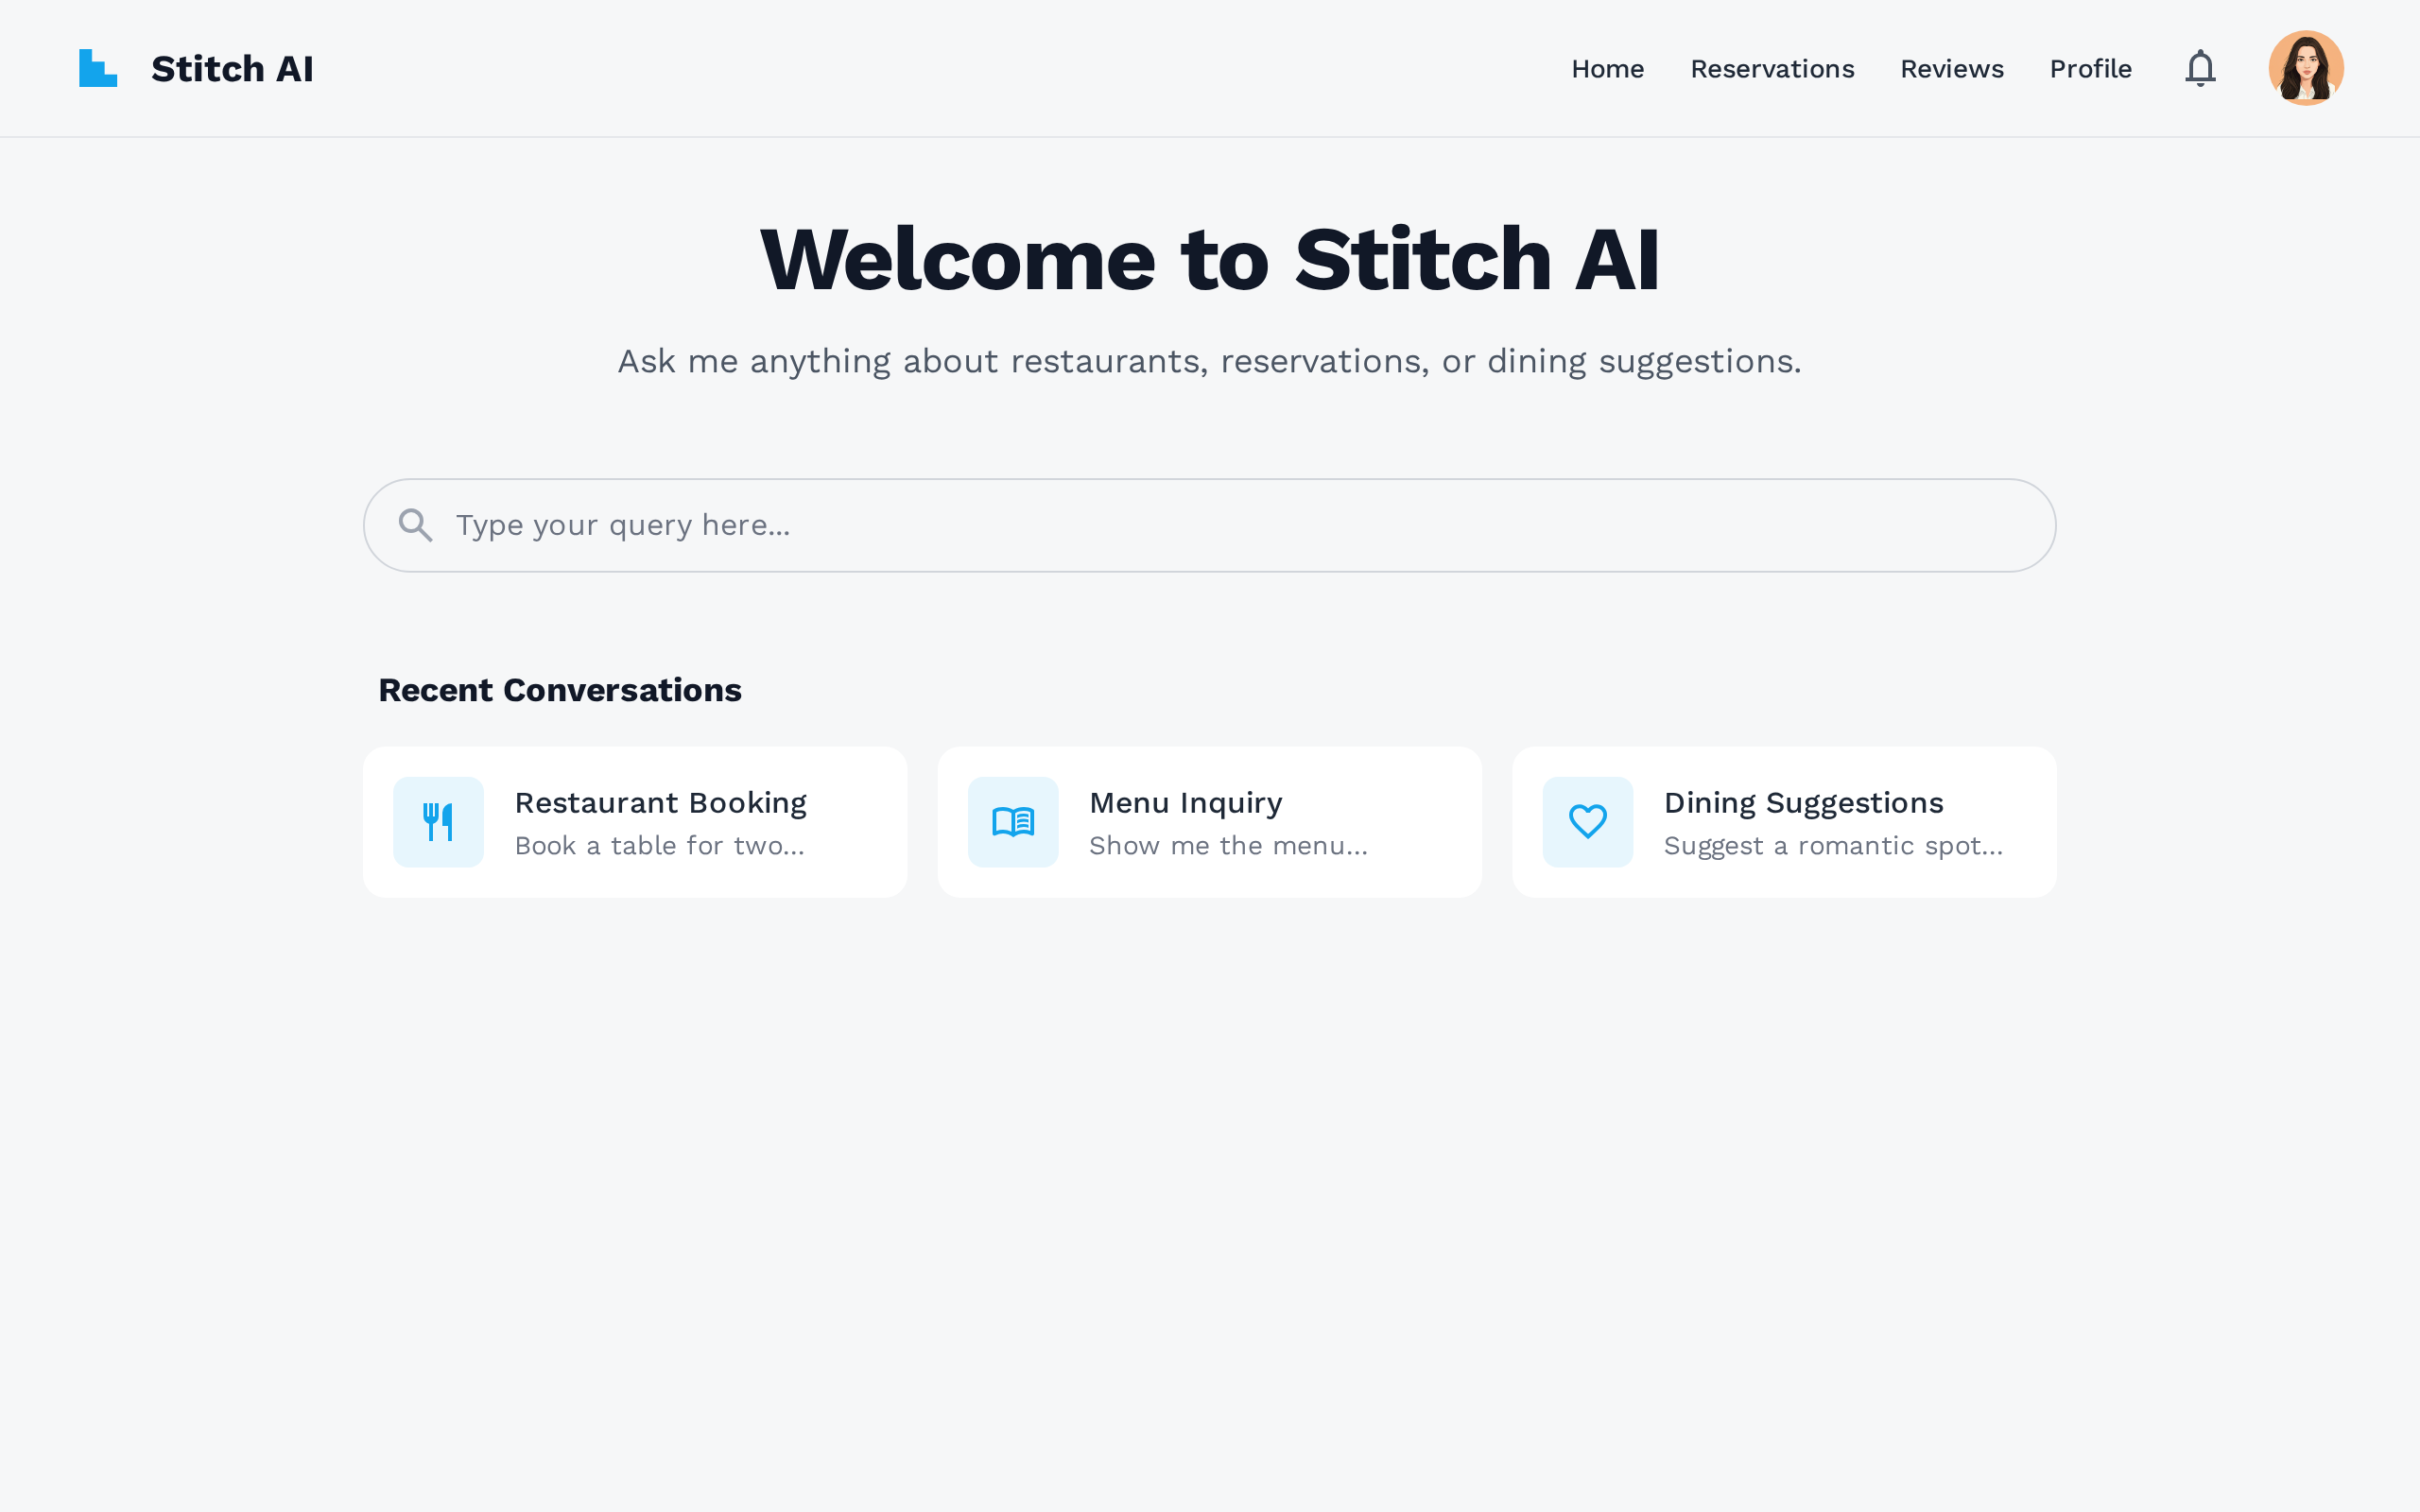 Stitch AI
Home
Reservations
Reviews
Profile
Welcome to Stitch AI
Ask me anything about restaurants, reservations, or dining suggestions.
Type your query here...
Recent Conversations
Restaurant Booking
Book a table for two...
Menu Inquiry
Show me the menu...
Dining Suggestions
Suggest a romantic spot...